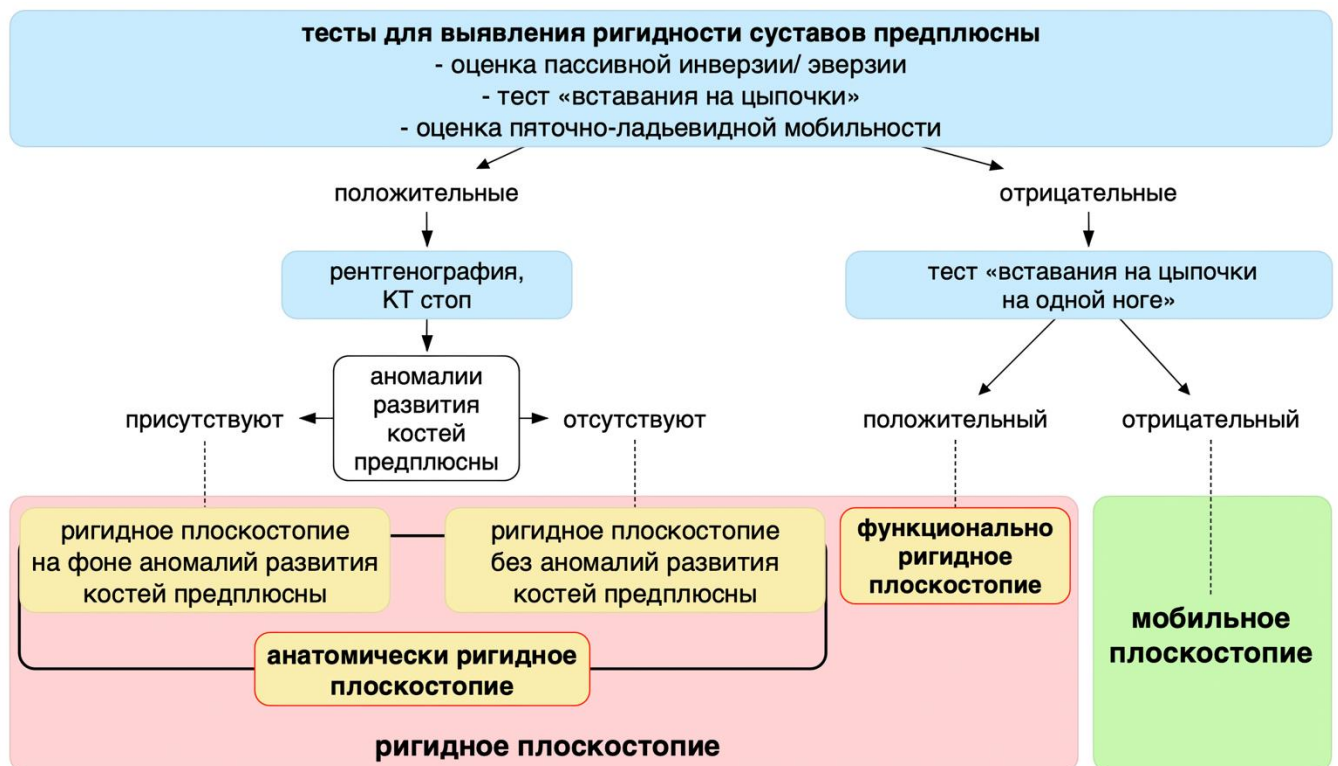 тесты для выявления ригидности суставов предплюсны
- оценка пассивной инверзии/ эверзии
- тест «вставания на цыпочки»
- оценка пяточно-ладьевидной мобильности
положительные
отрицательные
рентгенография,
КТ стоп
тест «вставания на цыпочки
на одной ноге»
аномалии
развития
костей
предплюсны
присутствуют
отсутствуют
положительный
отрицательный
ригидное плоскостопие
на фоне аномалий развития
костей предплюсны
ригидное плоскостопие
без аномалий развития
костей предплюсны
функционально
ригидное
плоскостопие
мобильное
плоскостопие
анатомически ригидное
плоскостопие
ригидное плоскостопие